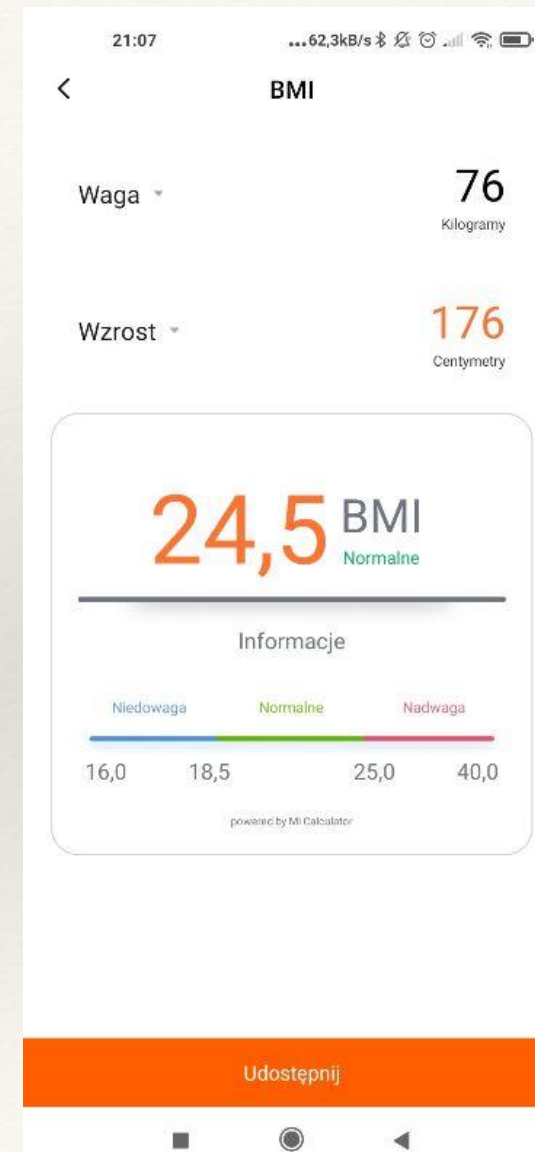 21:07 ...62,3kB/s
BMI
Waga 76
Kilogramy
Wzrost 176
Centymetry
24,5 BMI
Normalne
Informacje
Niedowaga Normalne Nadwaga
16,0 18,5 25,0 40,0
powered by Mi Calculator
Udostępnij